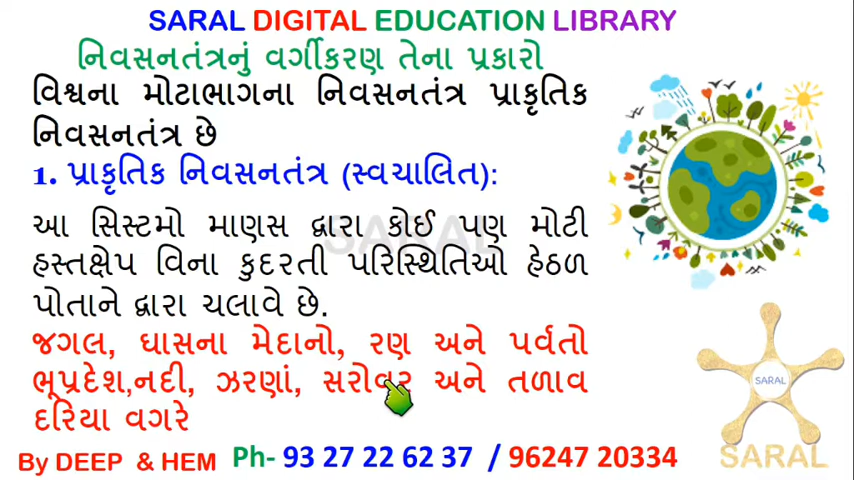 SARAL DIGITAL EDUCATION LIBRARY
નિવસનતંત્રનું વર્ગીકરણ તેના પ્રકારો
વિશ્વના મોટાભાગના નિવસનતંત્ર પ્રાકૃતિક
નિવસનતંત્ર છે
1. પ્રાકૃતિક નિવસનતંત્ર (સ્વચાલિત):
આ સિસ્ટમો માણસ દ્વારા કોઈ પણ મોટી
હસ્તક્ષેપ વિના કુદરતી પરિસ્થિતિઓ હેઠળ
પોતાને દ્વારા ચલાવે છે.
જગલ, ઘાસના મેદાનો, રણ અને પર્વતો
ભૂપ્રદેશ,નદી, ઝરણાં, સરોવર અને તળાવ
દરિયા વગરે
SARAL
SARAL
SARAL
By DEEP & HEM Ph- 93 27 22 62 37 / 96247 20334